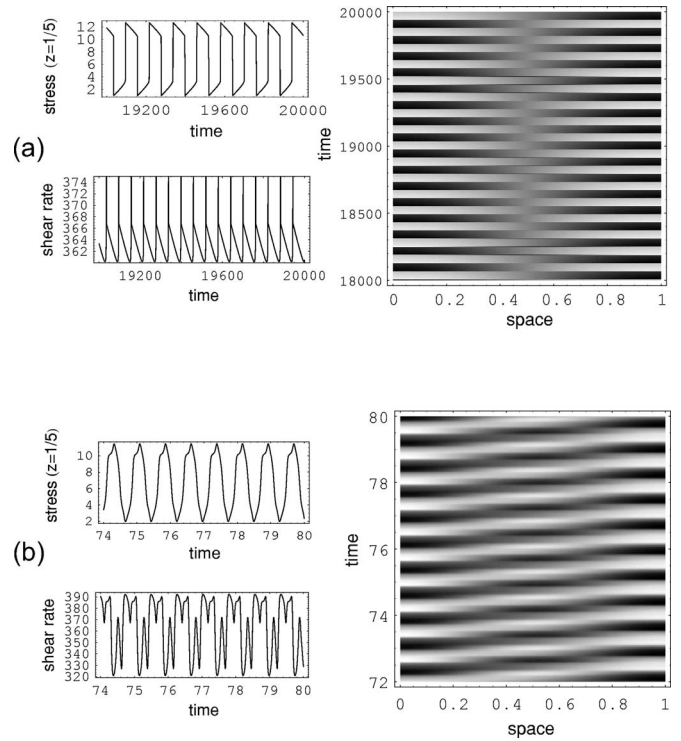 (a)
stress (z=1/5)
12
10
8
6
4
2
19200 19600 20000
time
shear rate
374
372
370
368
366
364
362
19200 19600 20000
time
time
20000
19500
19000
18500
18000
0 0.2 0.4 0.6 0.8 1
space
(b)
stress (z=1/5)
10
8
6
4
2
74 75 76 77 78 79 80
time
shear rate
390
380
370
360
350
340
330
320
74 75 76 77 78 79 80
time
time
80
78
76
74
72
0 0.2 0.4 0.6 0.8 1
space